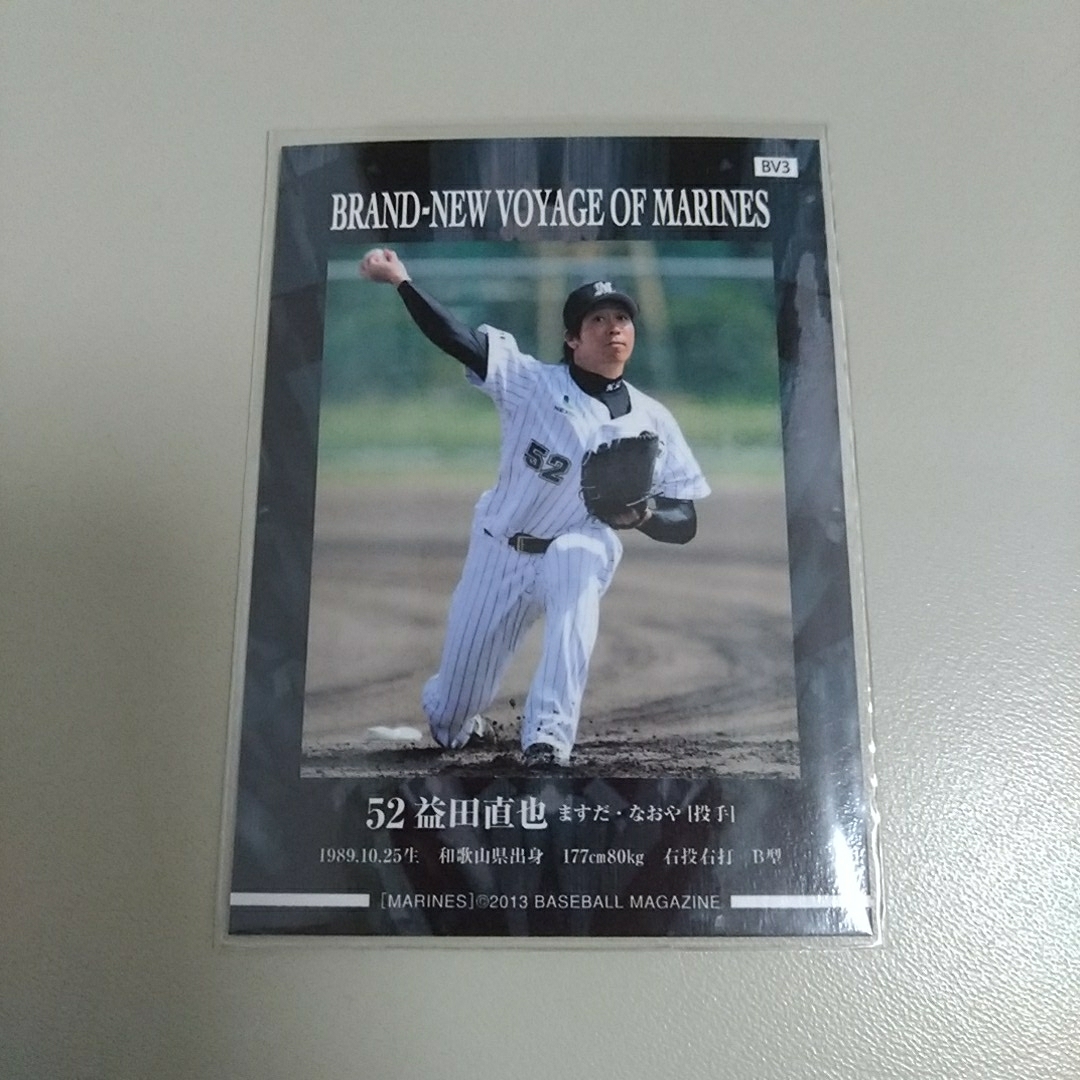 BV3
BRAND-NEW VOYAGE OF MARINES
M
52
52 益田直也 ますだ・なおや [投手]
1989.10.25生 和歌山県出身 177cm80kg 右投右打 B型
[MARINES]©2013 BASEBALL MAGAZINE